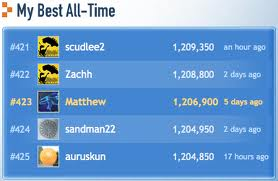 My Best All-Time
#421 scudlee2 1,209,350 an hour ago
#422 Zachh 1,208,800 2 days ago
#423 Matthew 1,206,900 5 days ago
#424 sandman22 1,204,950 2 days ago
#425 auruskun 1,204,850 17 hours ago